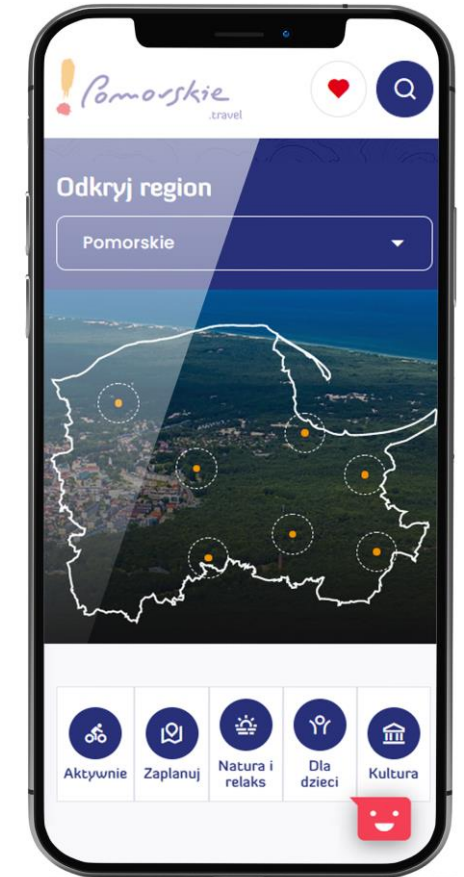 Pomorskie
.travel
Odkryj region
Pomorskie
Aktywnie
Zaplanuj
Natura i
relaks
Dla
dzieci
Kultura